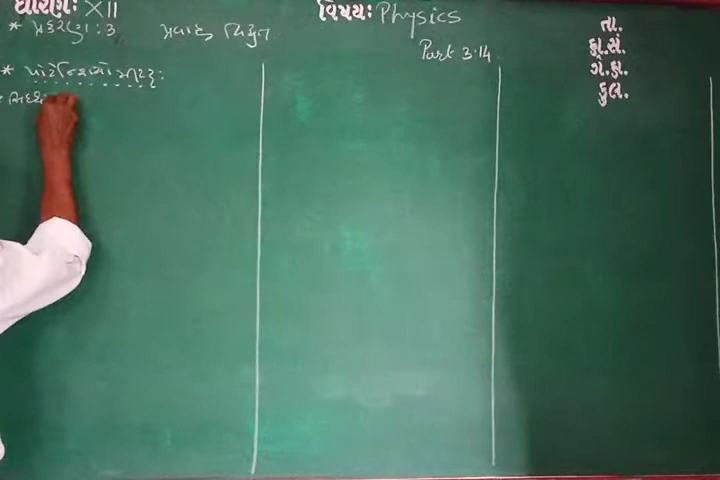 ધોરણ: XII
વિષય: Physics
* પ્રકરણ : 3 પ્રવાહ વિદ્યુત
Part 3.14
* પોટેન્શિયોમીટર :
તા.
કુ.સં.
ગે.હા.
કુલ.